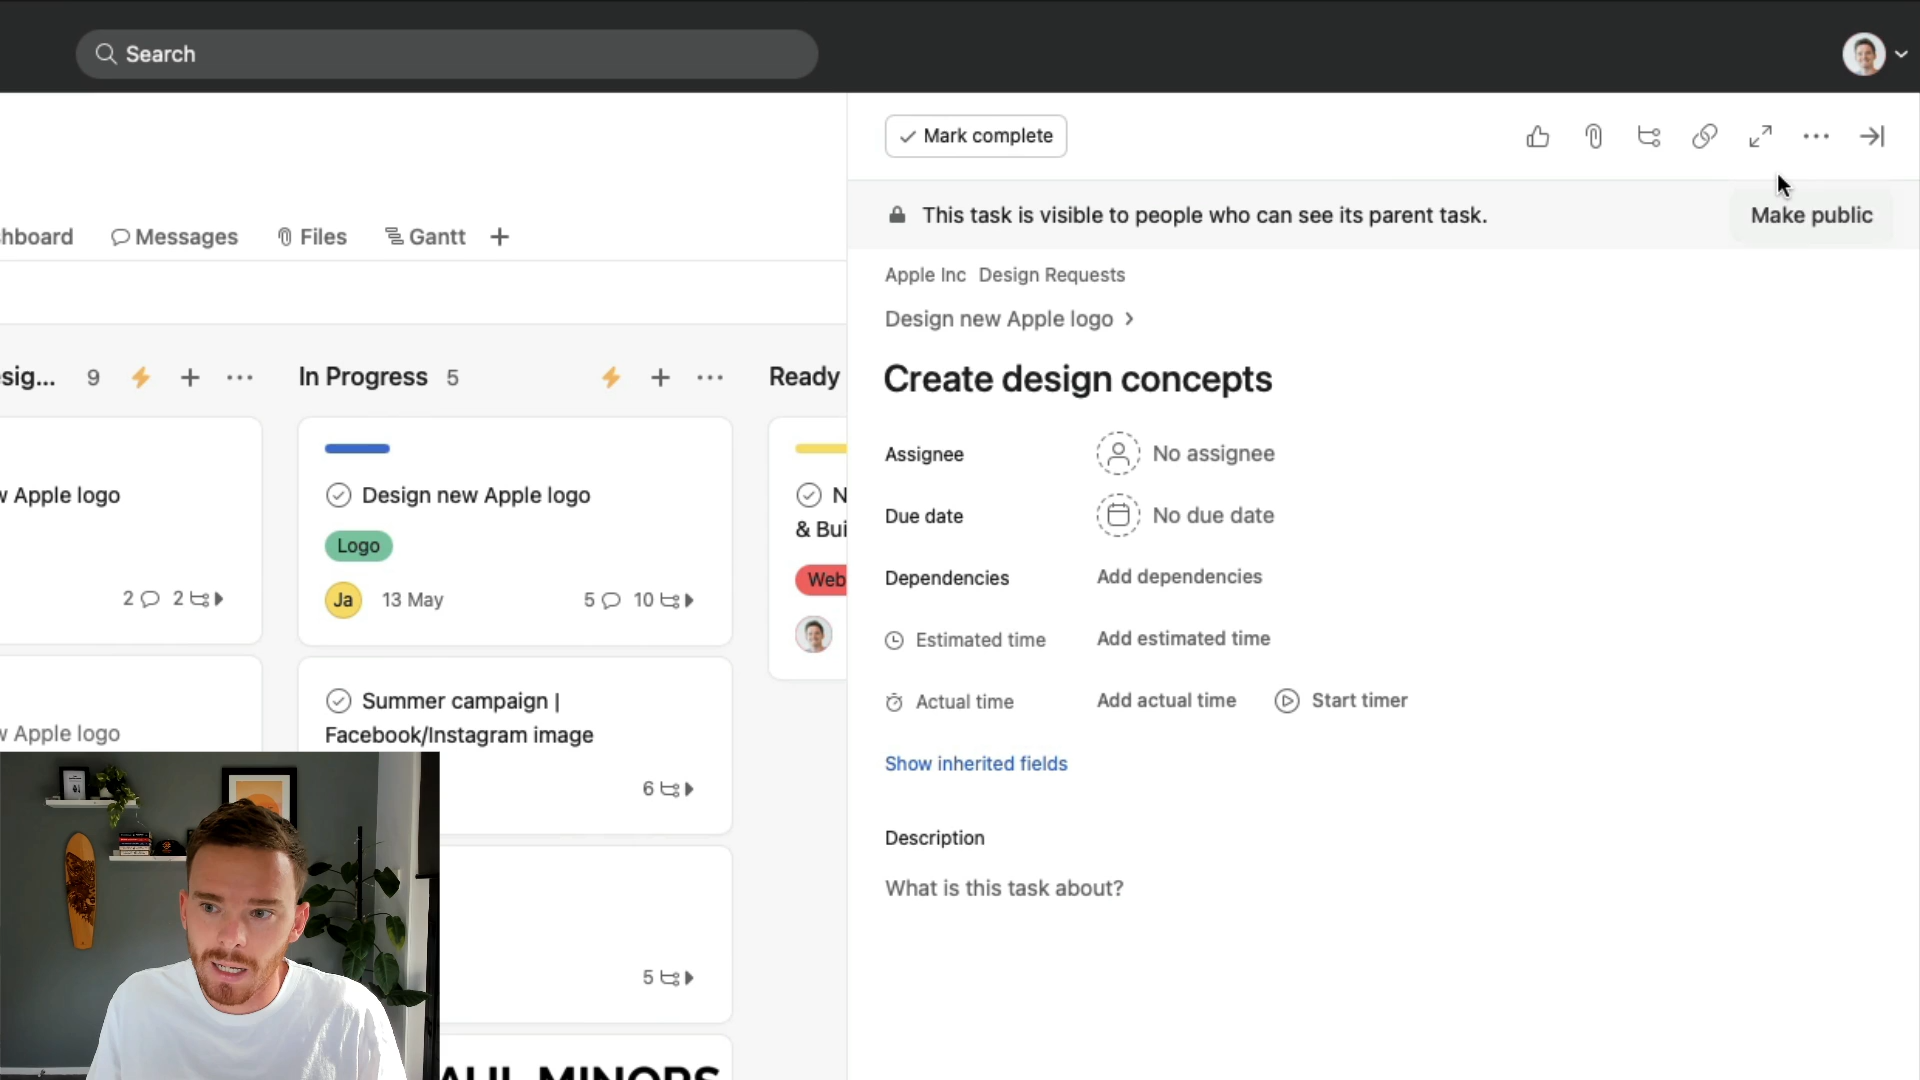 Search
Mark complete
This task is visible to people who can see its parent task.
Make public
hboard
Messages
Files
Gantt
Apple Inc Design Requests
Design new Apple logo
Create design concepts
sig... 9
In Progress 5
Ready
Assignee No assignee
Due date No due date
Dependencies Add dependencies
Estimated time Add estimated time
Actual time Add actual time Start timer
Show inherited fields
Description
What is this task about?
w Apple logo
2 2
w Apple logo
Design new Apple logo
Logo
Ja 13 May 5 10
Summer campaign |
Facebook/Instagram image
6
5
N
& Bui
Web
AUL MINORS